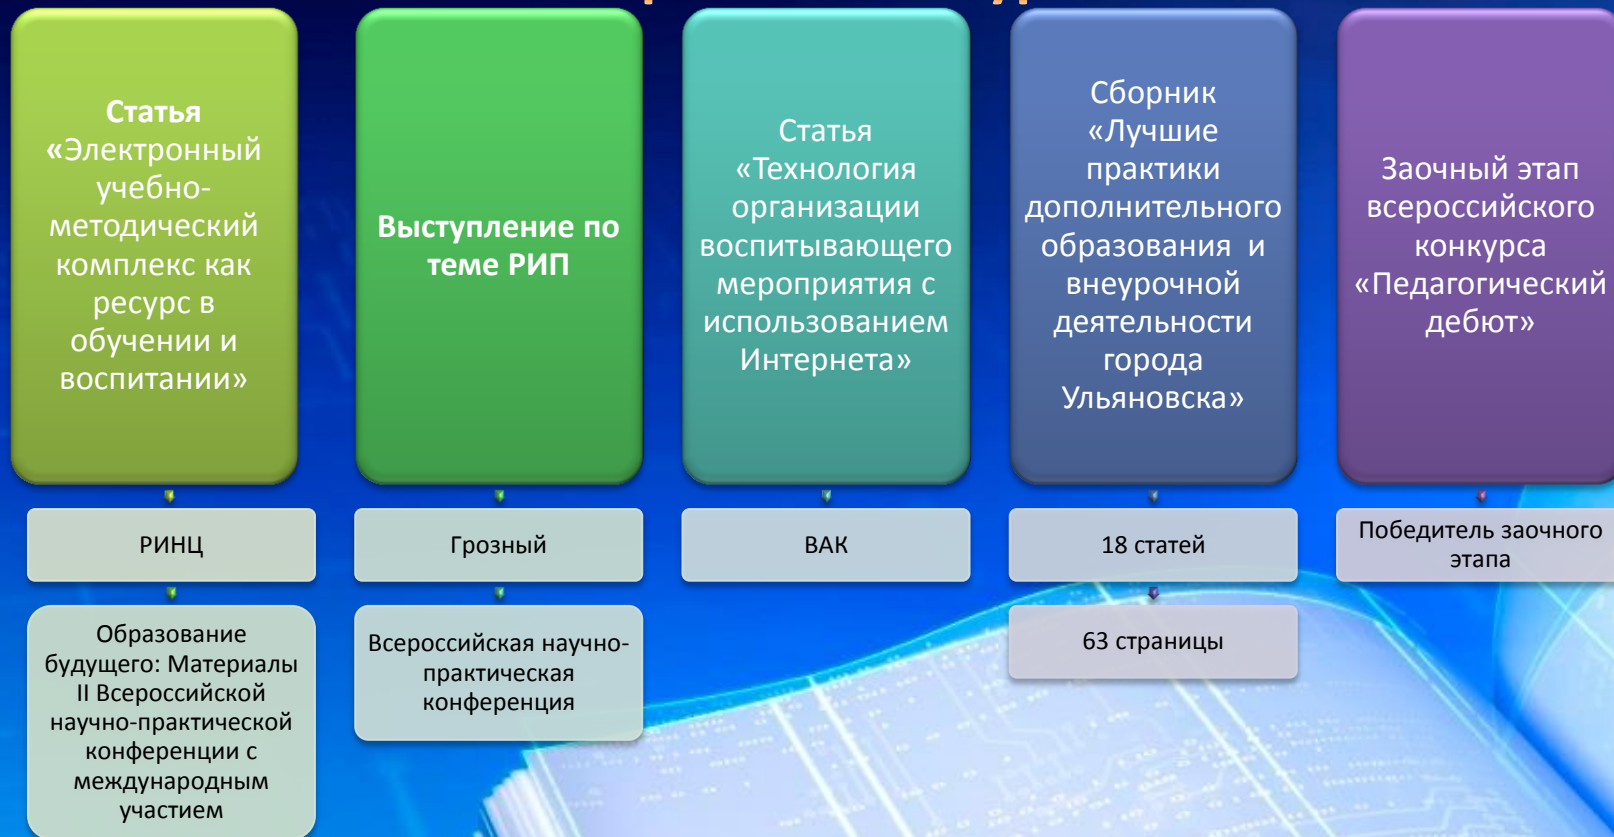 Статья
«Электронный
учебно-
методический
комплекс как
ресурс в
обучении и
воспитании»
РИНЦ
Образование
будущего: Материалы
II Всероссийской
научно-практической
конференции с
международным
участием
Выступление по
теме РИП
Грозный
Всероссийская научно-
практическая
конференция
Статья
«Технология
организации
воспитывающего
мероприятия с
использованием
Интернета»
ВАК
Сборник
«Лучшие
практики
дополнительного
образования и
внеурочной
деятельности
города
Ульяновска»
18 статей
63 страницы
Заочный этап
всероссийского
конкурса
«Педагогический
дебют»
Победитель заочного
этапа